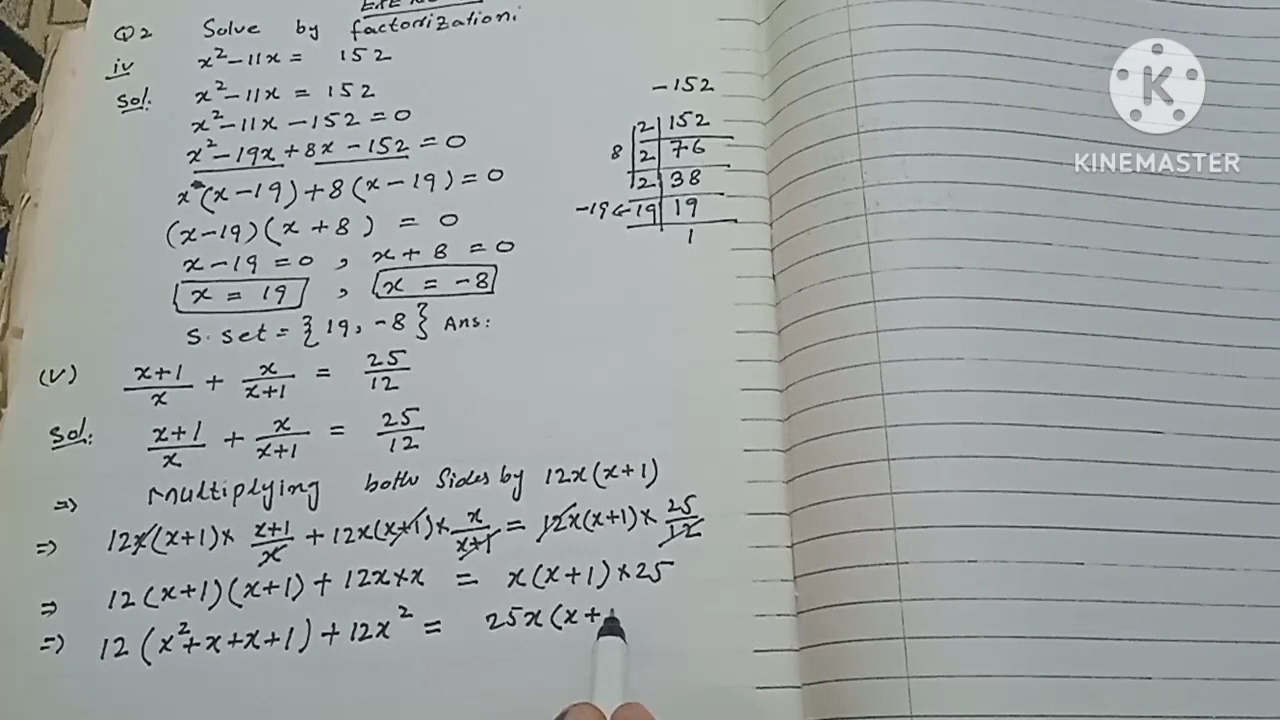 Q2 Solve by factorization:
iv x²-11x = 152
Sol. x²-11x = 152
x²-11x-152=0
x²-19x+8x-152=0
x(x-19)+8(x-19)=0
(x-19)(x+8) = 0
x-19=0, x+8=0
x = 19, x = -8
S.set = {19, -8} Ans:
-152
2|152
8 2|76
2|38
-19←19|19
1
(V) x+1/x + x/x+1 = 25/12
Sol: x+1/x + x/x+1 = 25/12
⇒ Multiplying both sides by 12x(x+1)
⇒ 12x(x+1)× x+1/x + 12x(x+1)× x/x+1 = 12x(x+1)× 25/12
⇒ 12(x+1)(x+1) + 12x×x = x(x+1)×25
⇒ 12(x²+x+x+1)+12x² = 25x(x+
KINEMASTER